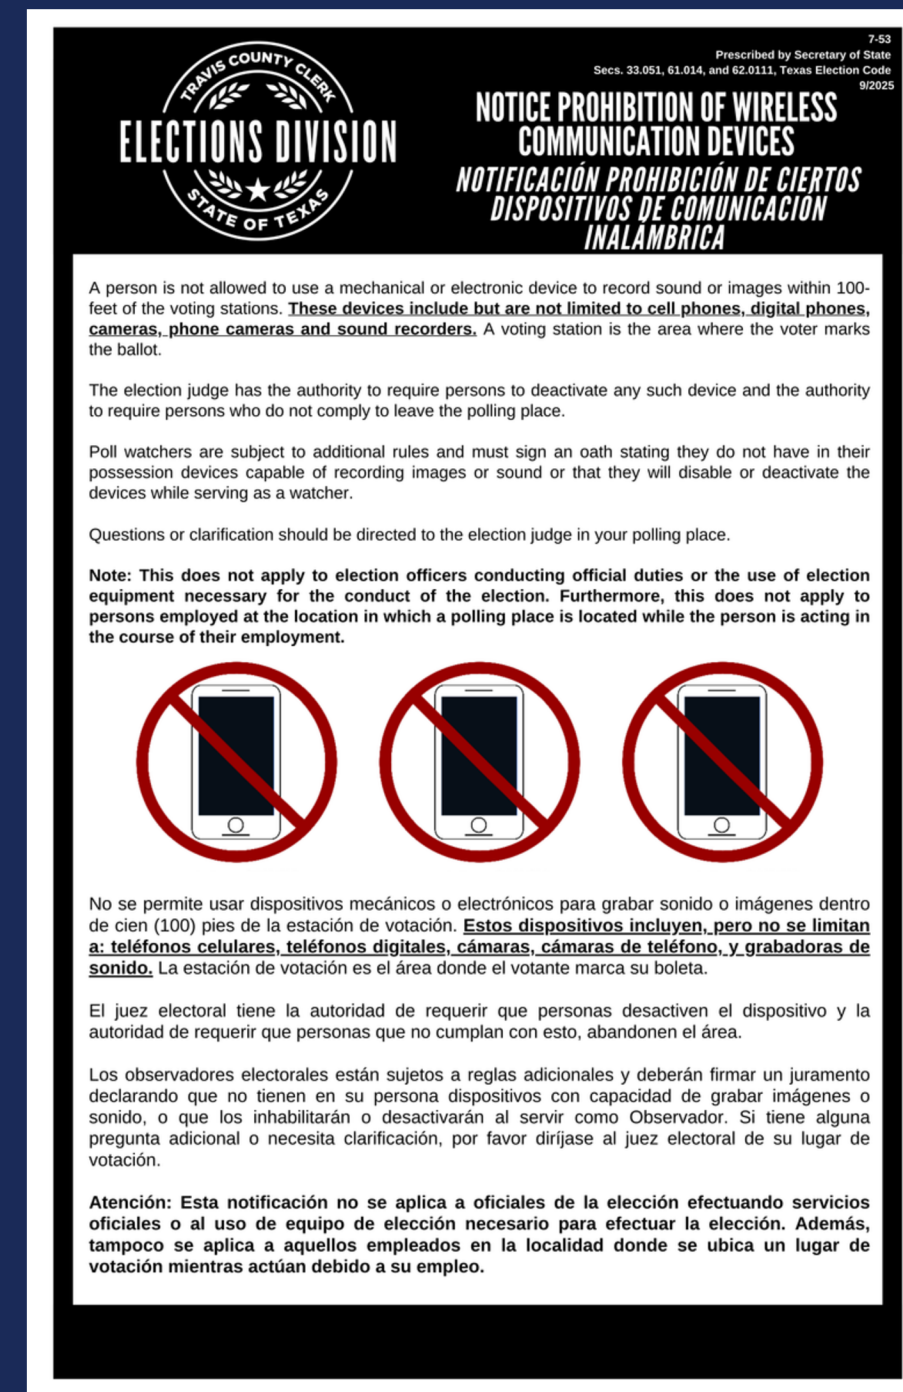 TRAVIS COUNTY CLERK
ELECTIONS DIVISION
STATE OF TEXAS
7-53
Prescribed by Secretary of State
Secs. 33.051, 61.014, and 62.0111, Texas Election Code
9/2025
NOTICE PROHIBITION OF WIRELESS
COMMUNICATION DEVICES
NOTIFICACIÓN PROHIBICIÓN DE CIERTOS
DISPOSITIVOS DE COMUNICACIÓN
INALÁMBRICA
A person is not allowed to use a mechanical or electronic device to record sound or images within 100-
feet of the voting stations. These devices include but are not limited to cell phones, digital phones,
cameras, phone cameras and sound recorders. A voting station is the area where the voter marks
the ballot.
The election judge has the authority to require persons to deactivate any such device and the authority
to require persons who do not comply to leave the polling place.
Poll watchers are subject to additional rules and must sign an oath stating they do not have in their
possession devices capable of recording images or sound or that they will disable or deactivate the
devices while serving as a watcher.
Questions or clarification should be directed to the election judge in your polling place.
Note: This does not apply to election officers conducting official duties or the use of election
equipment necessary for the conduct of the election. Furthermore, this does not apply to
persons employed at the location in which a polling place is located while the person is acting in
the course of their employment.
No se permite usar dispositivos mecánicos o electrónicos para grabar sonido o imágenes dentro
de cien (100) pies de la estación de votación. Estos dispositivos incluyen, pero no se limitan
a: teléfonos celulares, teléfonos digitales, cámaras, cámaras de teléfono, y grabadoras de
sonido. La estación de votación es el área donde el votante marca su boleta.
El juez electoral tiene la autoridad de requerir que personas desactiven el dispositivo y la
autoridad de requerir que personas que no cumplan con esto, abandonen el área.
Los observadores electorales están sujetos a reglas adicionales y deberán firmar un juramento
declarando que no tienen en su persona dispositivos con capacidad de grabar imágenes o
sonido, o que los inhabilitarán o desactivarán al servir como Observador. Si tiene alguna
pregunta adicional o necesita clarificación, por favor diríjase al juez electoral de su lugar de
votación.
Atención: Esta notificación no se aplica a oficiales de la elección efectuando servicios
oficiales o al uso de equipo de elección necesario para efectuar la elección. Además,
tampoco se aplica a aquellos empleados en la localidad donde se ubica un lugar de
votación mientras actúan debido a su empleo.